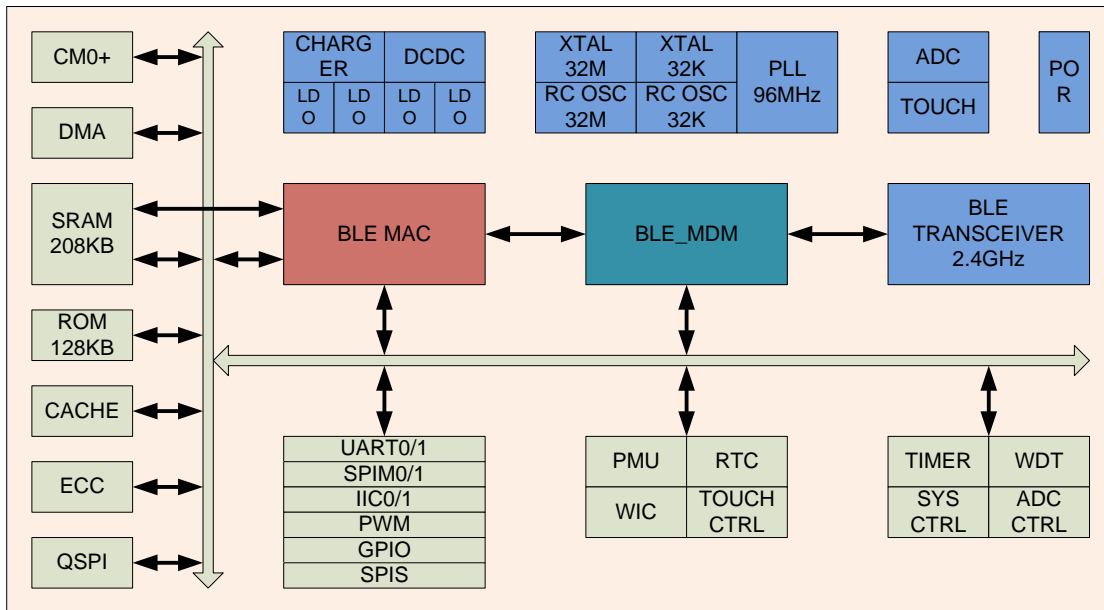 CM0+
DMA
SRAM
208KB
ROM
128KB
CACHE
ECC
QSPI
CHARG
ER
DCDC
LD
O
LD
O
LD
O
LD
O
XTAL
32M
XTAL
32K
RC OSC
32M
RC OSC
32K
PLL
96MHz
ADC
TOUCH
PO
R
BLE MAC
BLE_MDM
BLE
TRANSCEIVER
2.4GHz
UART0/1
SPIM0/1
IIC0/1
PWM
GPIO
SPIS
PMU
RTC
WIC
TOUCH
CTRL
TIMER
WDT
SYS
CTRL
ADC
CTRL